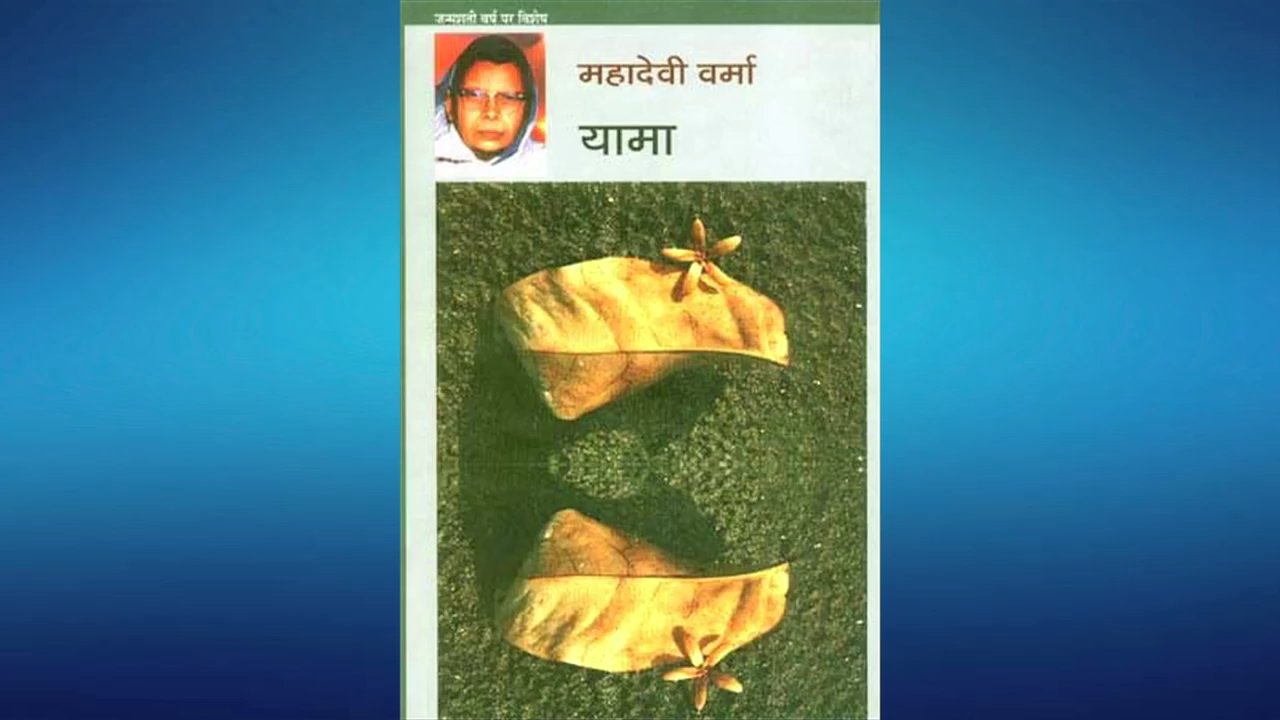 जन्मशती वर्ष पर विशेष
महादेवी वर्मा
यामा